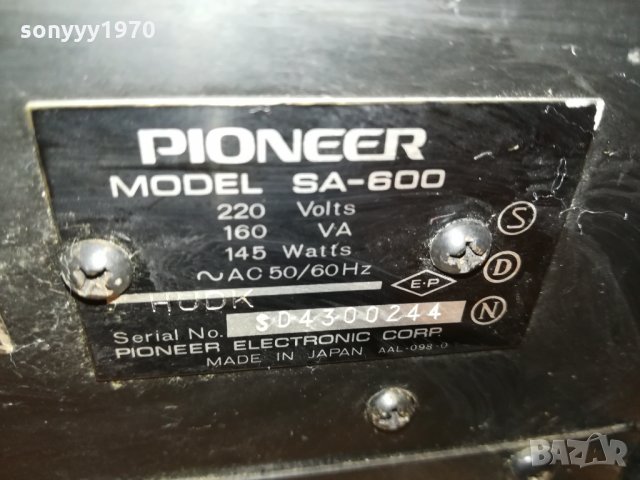 sonyyy1970
PIONEER
MODEL SA-600
220 Volts
160 VA
145 Watts
~AC 50/60Hz
E-P
S
D
N
HUDK
Serial No. SD4300244
PIONEER ELECTRONIC CORP.
MADE IN JAPAN AAL-098-0
BAZAR